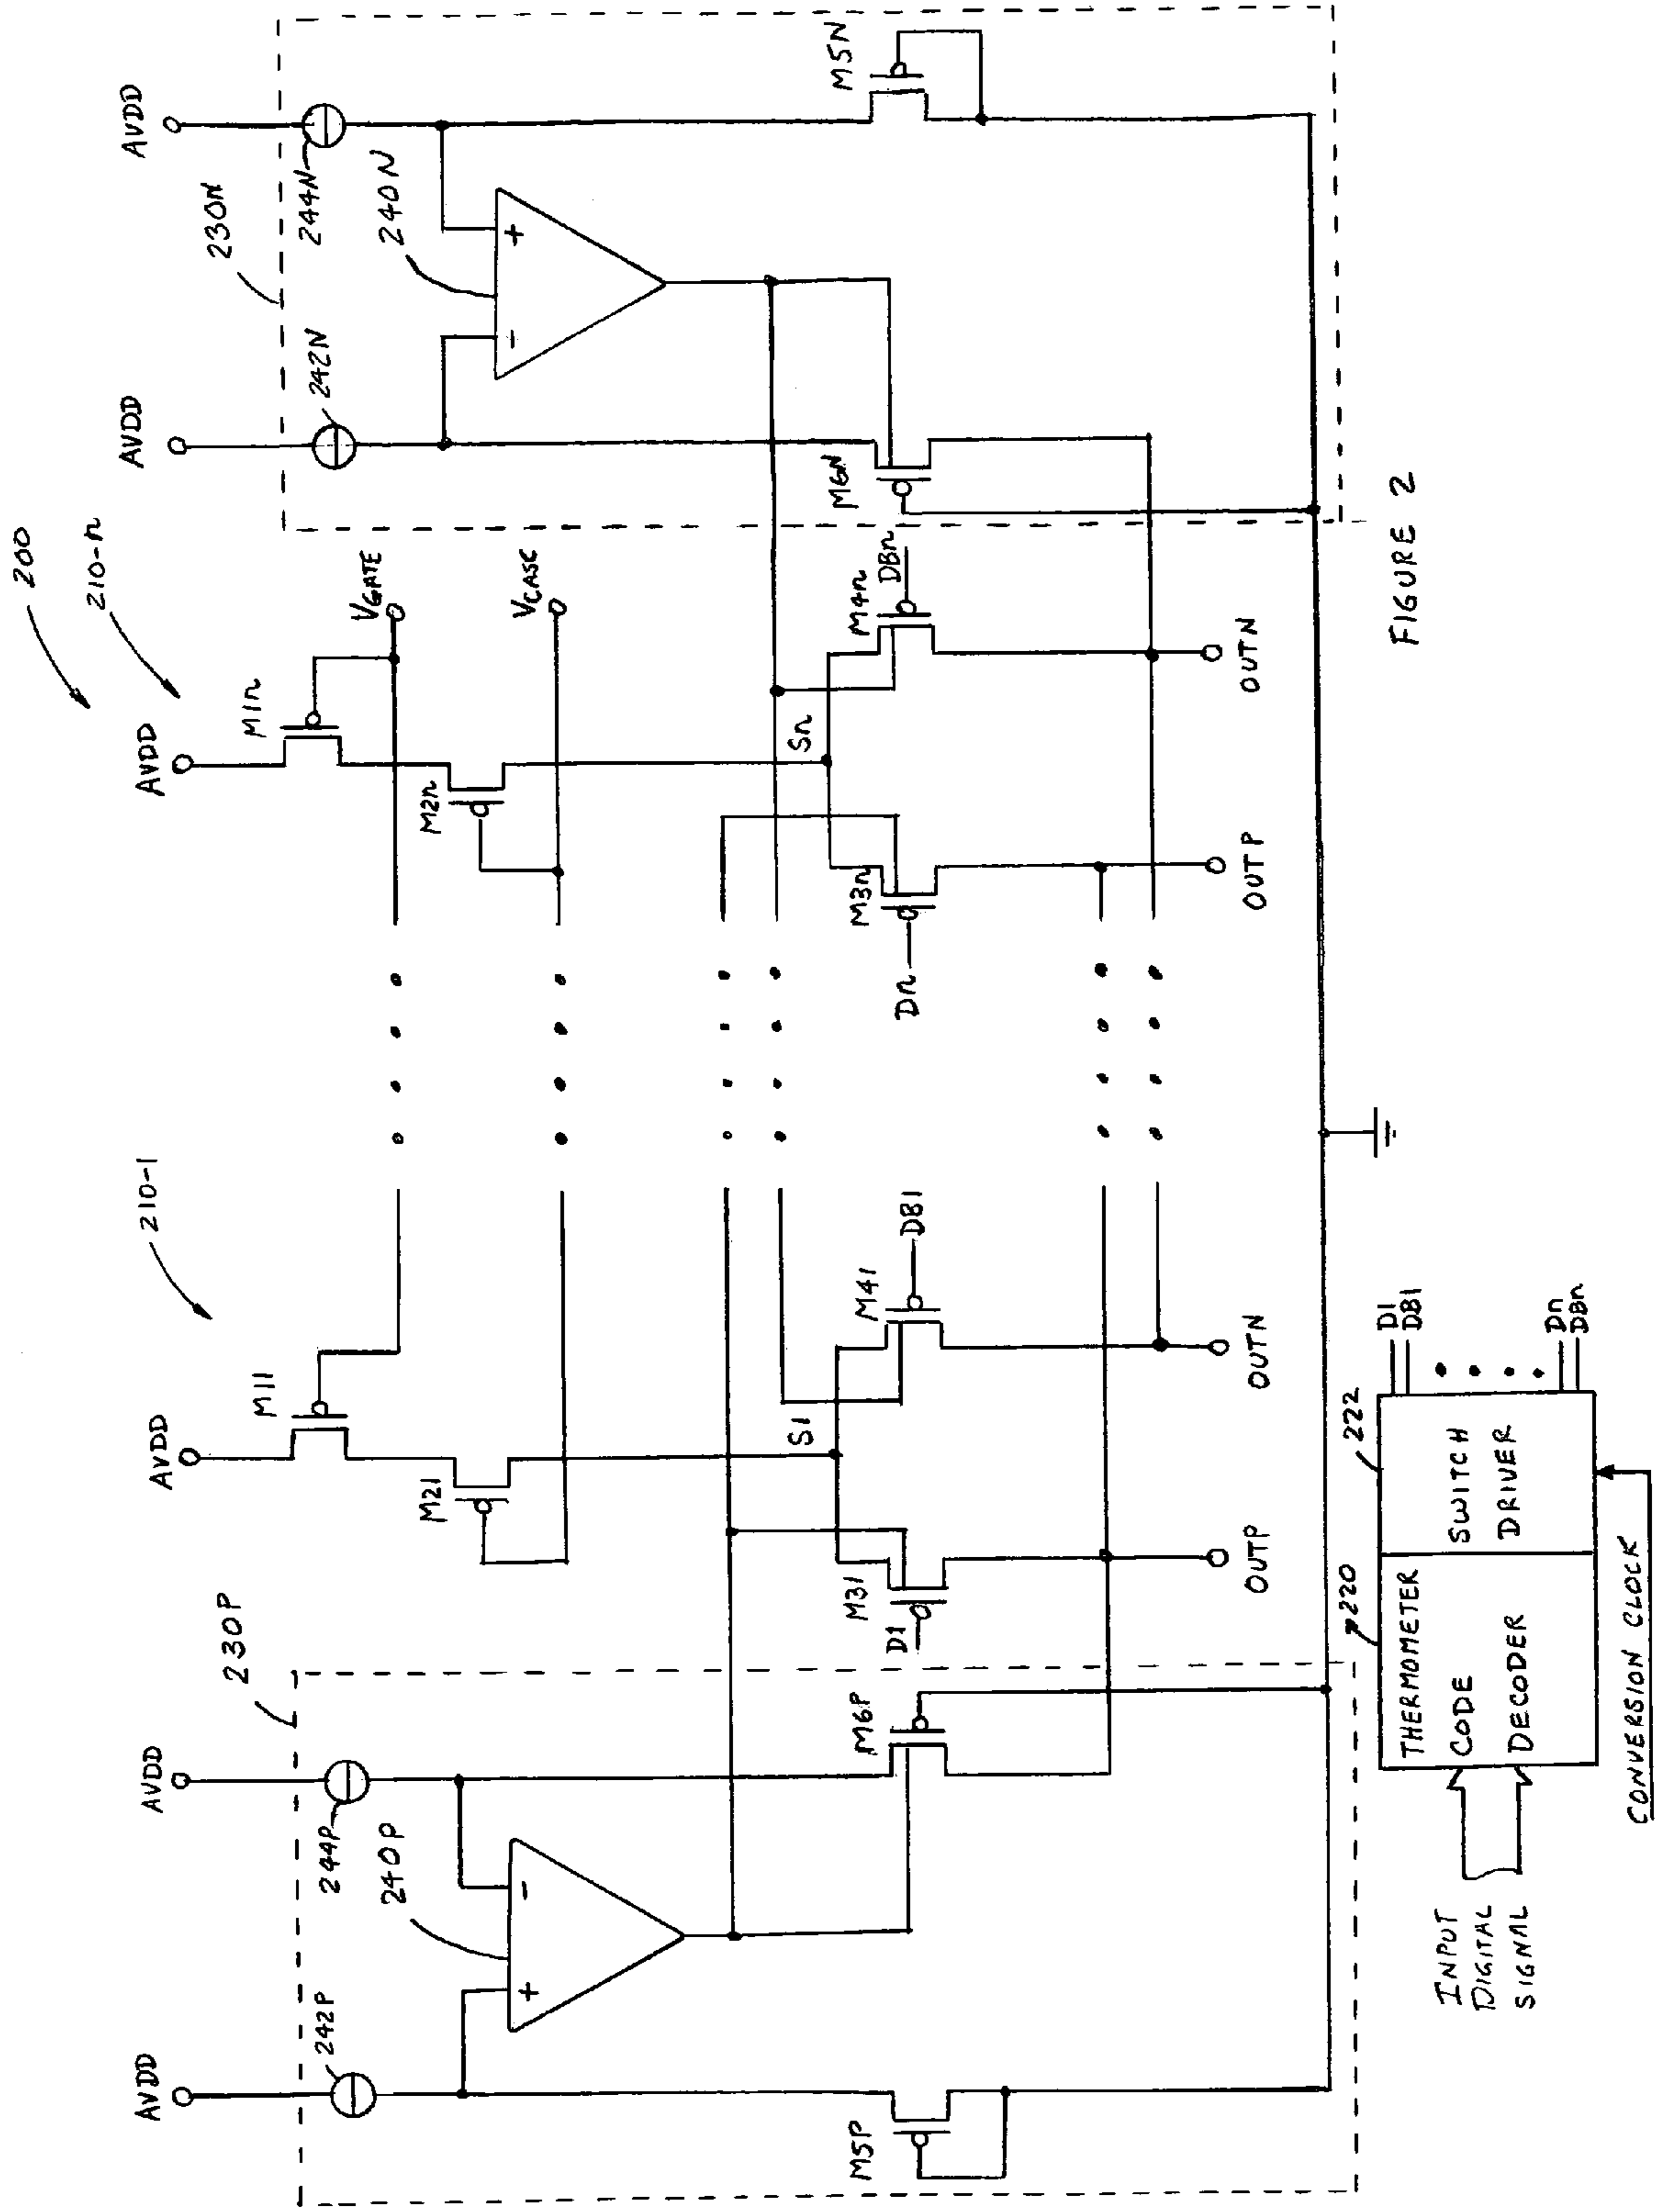 200
210-1
210-n
AVDD
AVDD
AVDD
AVDD
AVDD
AVDD
230P
230N
242P
244P
242N
244N
240P
240N
+
-
-
+
M11
M1n
VGATE
M21
M2n
VCASC
S1
Sn
M5P
M6P
D1
M31
M41
DB1
Dn
M3n
M4n
DBn
M6N
M5N
OUTP
OUTN
OUTP
OUTN
INPUT
DIGITAL
SIGNAL
220
THERMOMETER
CODE
DECODER
222
SWITCH
DRIVER
D1
DB1
Dn
DBn
CONVERSION CLOCK
FIGURE 2